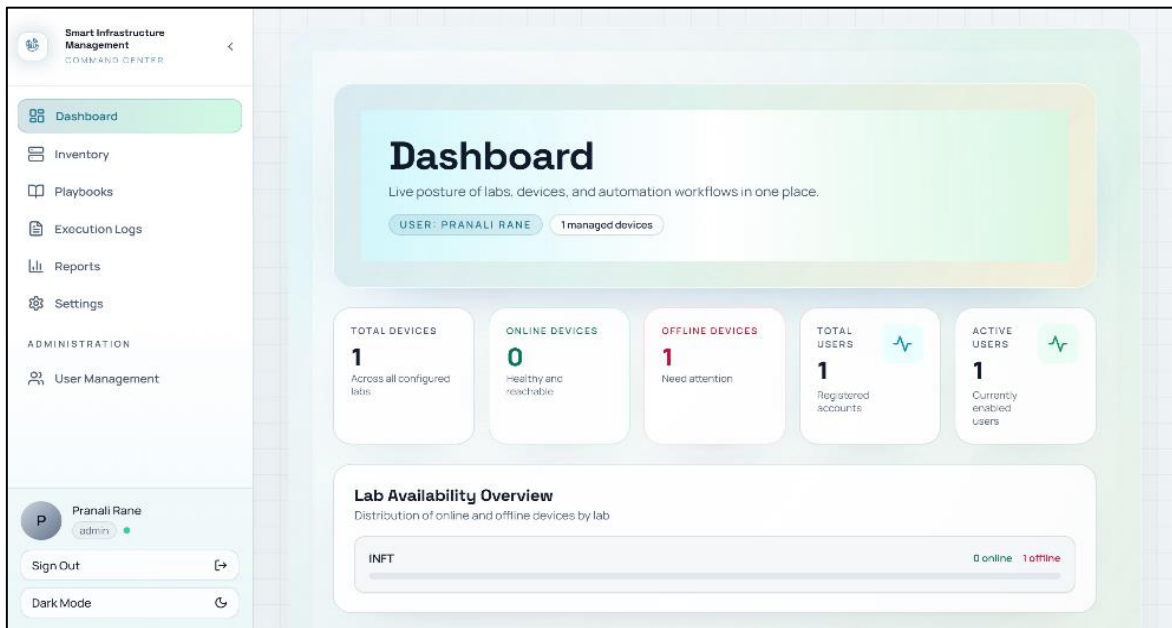 Smart Infrastructure
Management
COMMAND CENTER
Dashboard
Inventory
Playbooks
Execution Logs
Reports
Settings
ADMINISTRATION
User Management
P
Pranali Rane
admin
Sign Out
Dark Mode
Dashboard
Live posture of labs, devices, and automation workflows in one place.
USER: PRANALI RANE
1 managed devices
TOTAL DEVICES
1
Across all configured
labs
ONLINE DEVICES
0
Healthy and
reachable
OFFLINE DEVICES
1
Need attention
TOTAL
USERS
1
Registered
accounts
ACTIVE
USERS
1
Currently
enabled
users
Lab Availability Overview
Distribution of online and offline devices by lab
INFT
0 online 1 offline